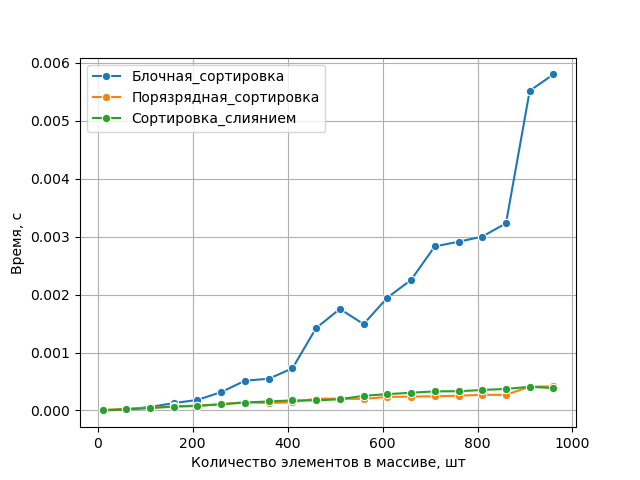 0.006
0.005
0.004
0.003
0.002
0.001
0.000
Время, с
Блочная_сортировка
Порязрядная_сортировка
Сортировка_слиянием
0 200 400 600 800 1000
Количество элементов в массиве, шт